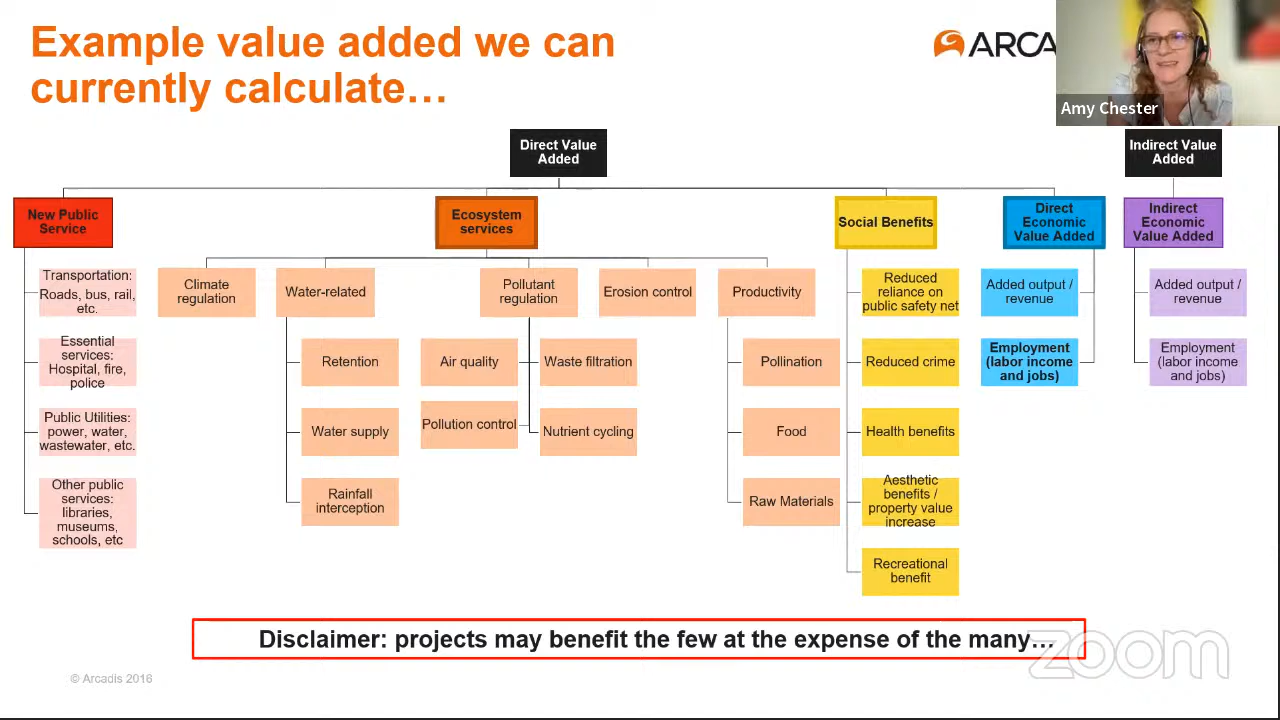 Example value added we can
currently calculate…
ARCA
Amy Chester
Direct Value
Added
Indirect Value
Added
New Public
Service
Ecosystem
services
Social Benefits
Direct
Economic
Value Added
Indirect
Economic
Value Added
Transportation:
Roads, bus, rail,
etc.
Essential
services:
Hospital, fire,
police
Public Utilities:
power, water,
wastewater, etc.
Other public
services:
libraries,
museums,
schools, etc
Climate
regulation
Water-related
Retention
Water supply
Rainfall
interception
Pollutant
regulation
Air quality
Pollution control
Waste filtration
Nutrient cycling
Erosion control
Productivity
Pollination
Food
Raw Materials
Reduced
reliance on
public safety net
Reduced crime
Health benefits
Aesthetic
benefits /
property value
increase
Recreational
benefit
Added output /
revenue
Employment
(labor income
and jobs)
Added output /
revenue
Employment
(labor income
and jobs)
Disclaimer: projects may benefit the few at the expense of the many…
zoom
© Arcadis 2016